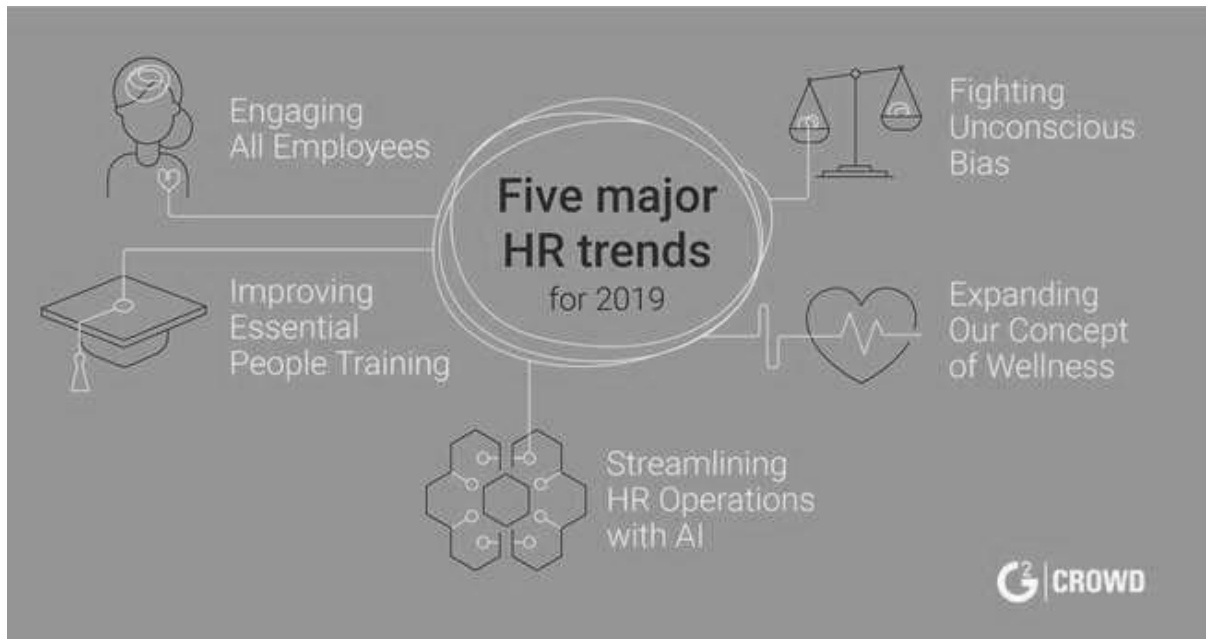 Five major
HR trends
for 2019
Engaging
All Employees
Improving
Essential
People Training
Streamlining
HR Operations
with AI
Fighting
Unconscious
Bias
Expanding
Our Concept
of Wellness
G2 | CROWD